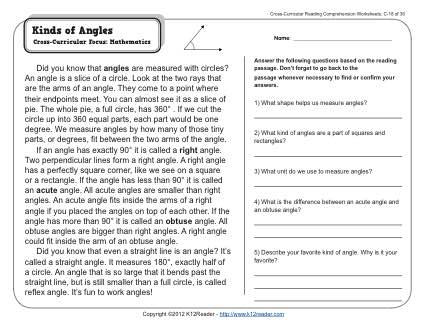 Cross-Curricular Reading Comprehension Worksheets: C-18 of 36
Kinds of Angles
Cross-Curricular Focus: Mathematics
Name:
Did you know that angles are measured with circles?
An angle is a slice of a circle. Look at the two rays that
are the arms of an angle. They come to a point where
their endpoints meet. You can almost see it as a slice of
pie. The whole pie, a full circle, has 360° . If we cut the
circle up into 360 equal parts, each part would be one
degree. We measure angles by how many of those tiny
parts, or degrees, fit between the two arms of the angle.
If an angle has exactly 90° it is called a right angle.
Two perpendicular lines form a right angle. A right angle
has a perfectly square corner, like we see on a square
or a rectangle. If the angle has less than 90° it is called
an acute angle. All acute angles are smaller than right
angles. An acute angle fits inside the arms of a right
angle if you placed the angles on top of each other. If the
angle has more than 90° it is called an obtuse angle. All
obtuse angles are bigger than right angles. A right angle
could fit inside the arm of an obtuse angle.
Did you know that even a straight line is an angle? It's
called a straight angle. It measures 180°, exactly half of
a circle. An angle that is so large that it bends past the
straight line, but is still smaller than a full circle, is called
reflex angle. It's fun to work angles!
Answer the following questions based on the reading
passage. Don't forget to go back to the
passage whenever necessary to find or confirm your
answers.
1) What shape helps us measure angles?
2) What kind of angles are a part of squares and
rectangles?
3) What unit do we use to measure angles?
4) What is the difference between an acute angle and
an obtuse angle?
5) Describe your favorite kind of angle. Why is it your
favorite?
Copyright ©2012 K12Reader - http://www.k12reader.com